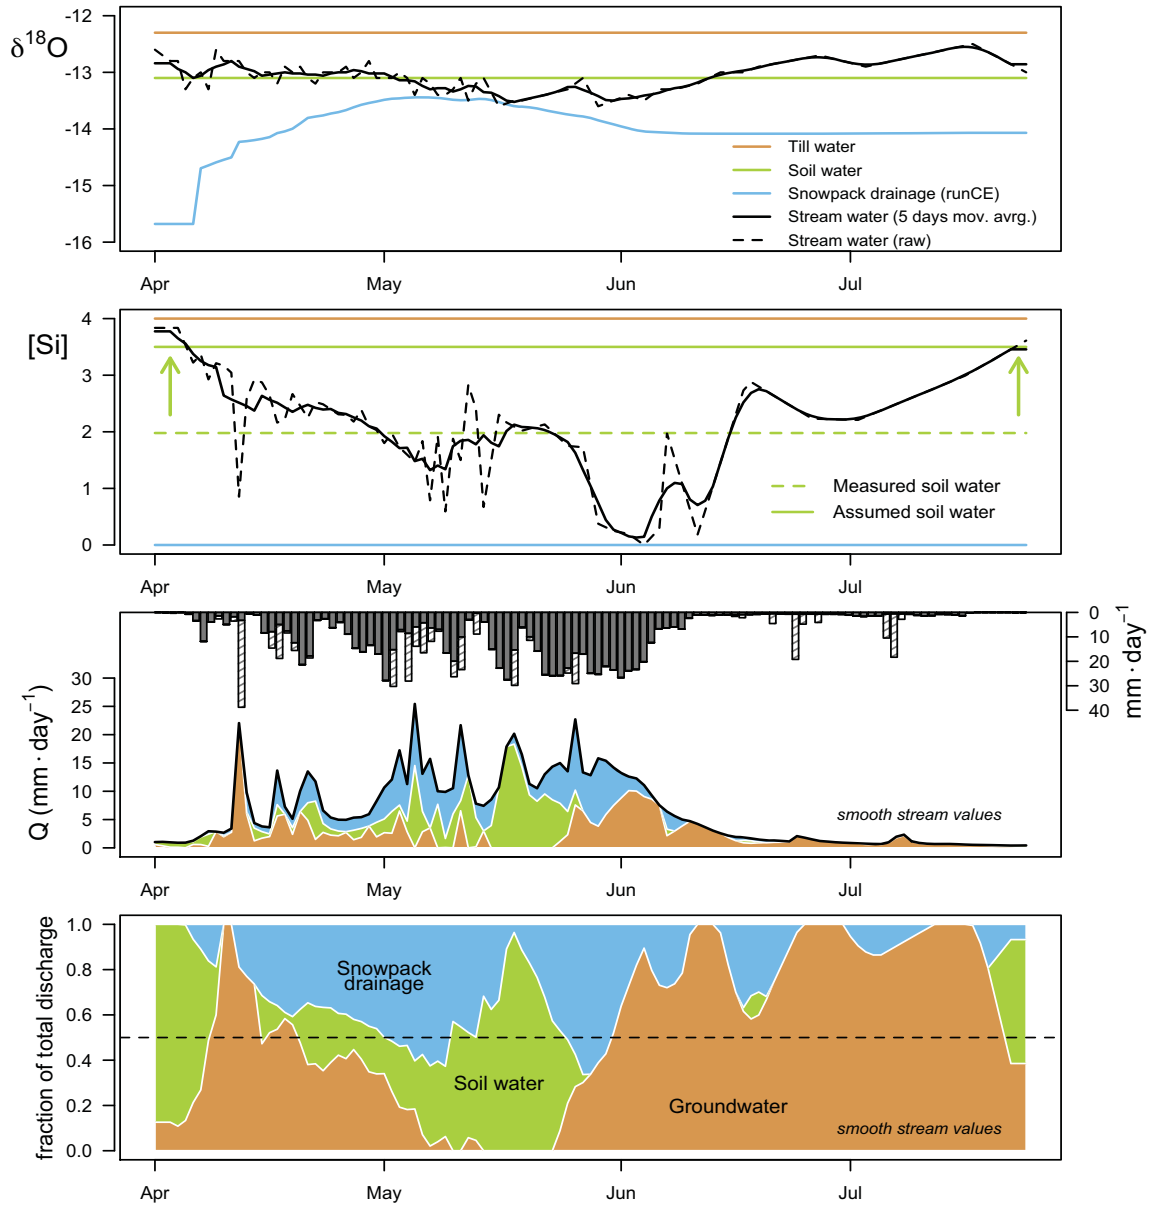 δ¹⁸O
-12
-13
-14
-15
-16
Till water
Soil water
Snowpack drainage (runCE)
Stream water (5 days mov. avrg.)
Stream water (raw)
Apr May Jun Jul
[Si]
4
3
2
1
0
Measured soil water
Assumed soil water
Apr May Jun Jul
Q (mm·day⁻¹)
30
25
20
15
10
5
0
0
10
20
30
40
mm·day⁻¹
smooth stream values
Apr May Jun Jul
fraction of total discharge
1.0
0.8
0.6
0.4
0.2
0.0
Snowpack
drainage
Soil water
Groundwater
smooth stream values
Apr May Jun Jul